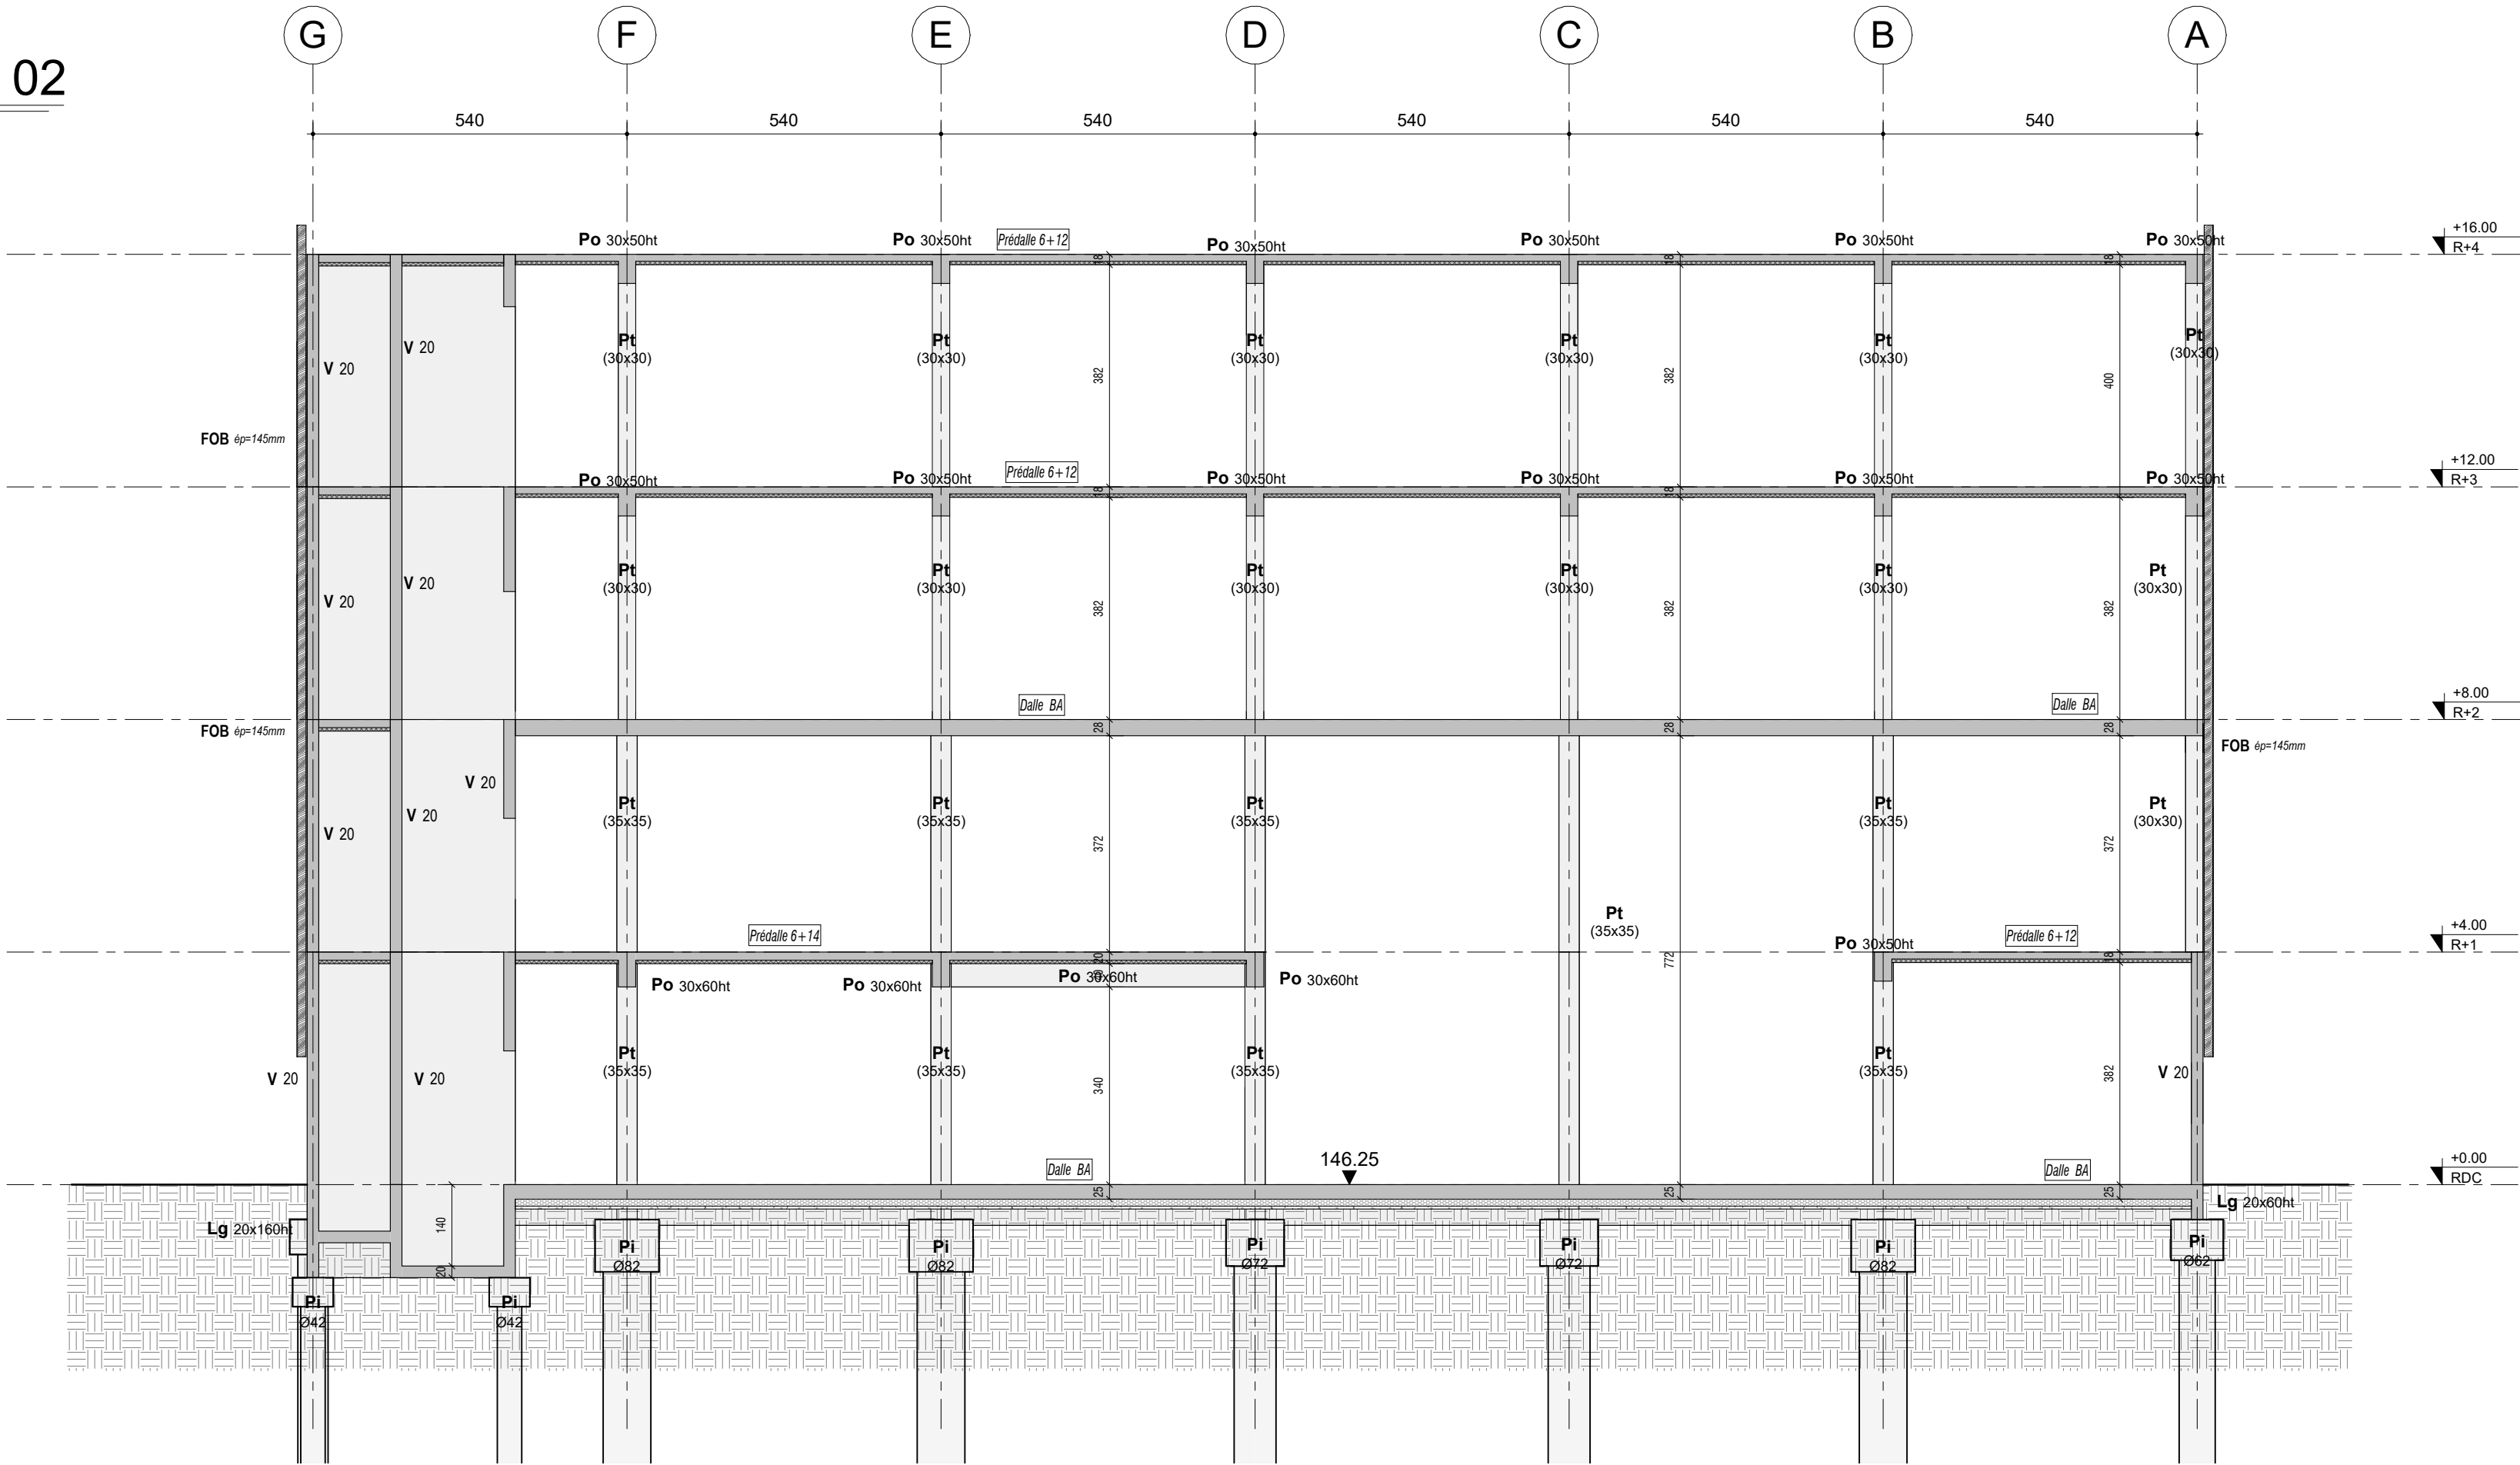 G F E D C B A
02
540 540 540 540 540 540
+16.00
R+4
Po 30x50ht Po 30x50ht Prédalle 6+12 Po 30x50ht Po 30x50ht Po 30x50ht Po 30x50ht
18 18 18
Pt Pt Pt Pt Pt Pt
(30x30) (30x30) (30x30) (30x30) (30x30) (30x30)
V 20 V 20
382 382 400
FOB ép=145mm
+12.00
R+3
Po 30x50ht Po 30x50ht Prédalle 6+12 Po 30x50ht Po 30x50ht Po 30x50ht Po 30x50ht
18 18 18
Pt Pt Pt Pt Pt Pt
(30x30) (30x30) (30x30) (30x30) (30x30) (30x30)
V 20 V 20
382 382 382
+8.00
R+2
Dalle BA Dalle BA
28 28 28
FOB ép=145mm FOB ép=145mm
V 20
Pt Pt Pt Pt Pt
(35x35) (35x35) (35x35) (35x35) (30x30)
V 20 V 20
372 372
Pt
(35x35)
+4.00
R+1
Prédalle 6+14 Po 30x50ht Prédalle 6+12
20 772 18
Po 30x60ht Po 30x60ht Po 30x60ht Po 30x60ht
Pt Pt Pt Pt
(35x35) (35x35) (35x35) (35x35)
V 20 V 20 V 20
340 382
146.25
+0.00
RDC
Dalle BA Dalle BA
25 25 25
Lg 20x160ht Lg 20x60ht
140
20
Pi Pi Pi Pi Pi Pi
Ø82 Ø82 Ø72 Ø72 Ø82 Ø62
Pi Pi
Ø42 Ø42